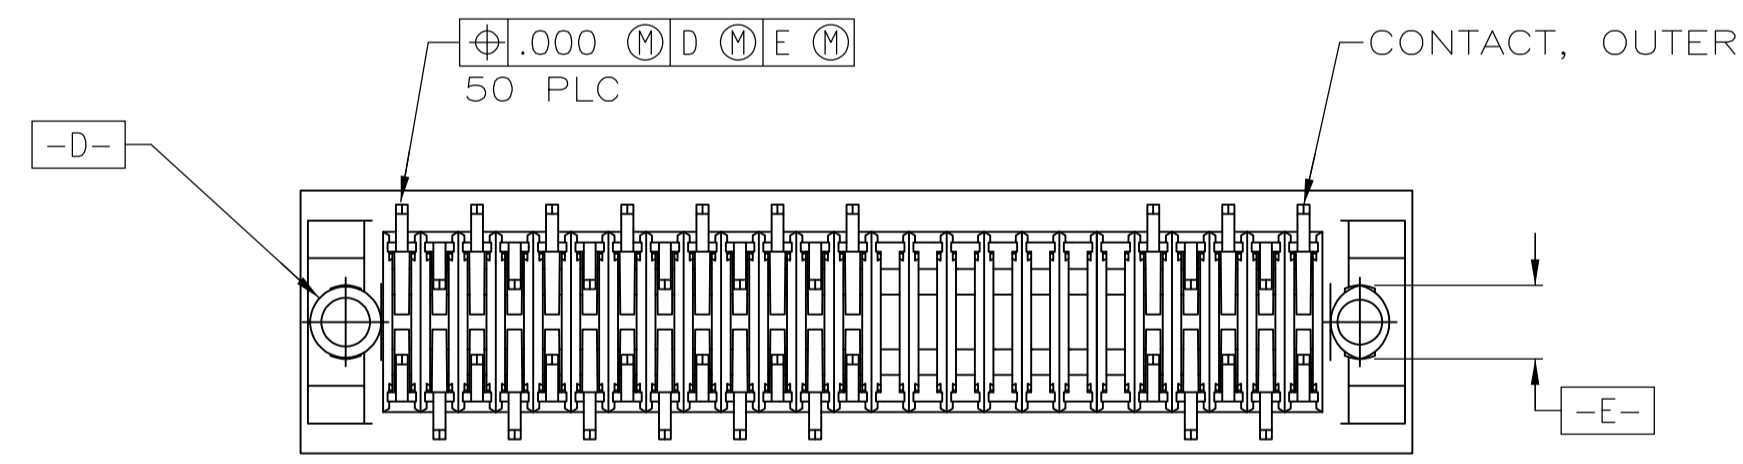 ⌖ .000 Ⓜ D Ⓜ E Ⓜ
50 PLC
CONTACT, OUTER
-D-
-E-